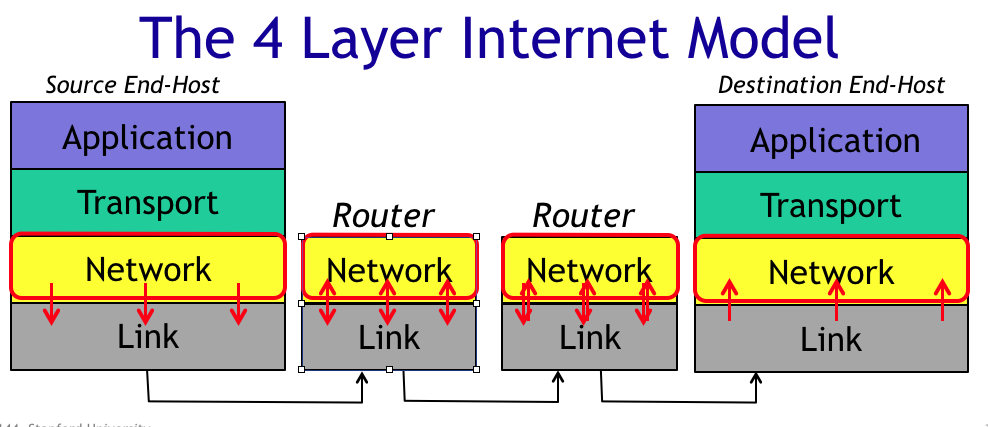 The 4 Layer Internet Model
Source End-Host
Destination End-Host
Application
Application
Transport
Transport
Router
Router
Network
Network
Network
Network
Link
Link
Link
Link
Stanford University